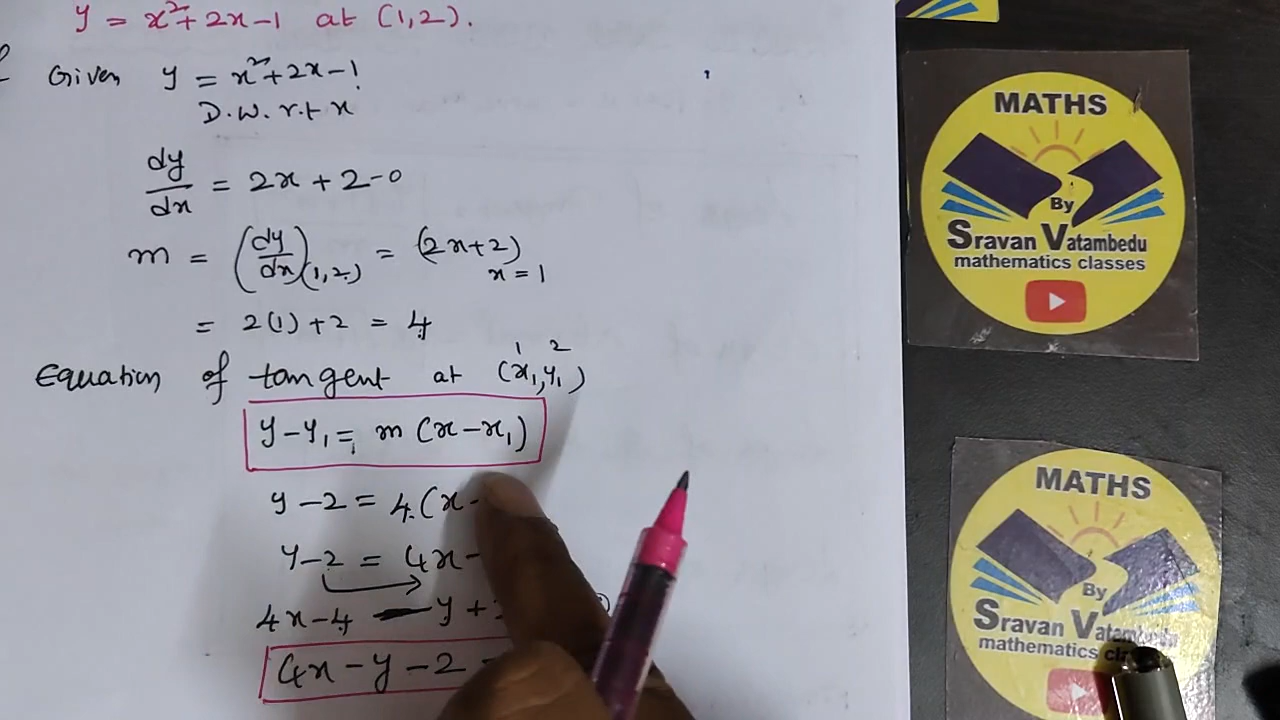 y = x²+2x-1 at (1,2).
Given y = x²+2x-1
D.W.r.t x
dy/dx = 2x+2-0
m = (dy/dx)(1,2) = (2x+2) x=1
= 2(1)+2 = 4
1 2
Equation of tangent at (x₁,y₁)
y-y₁ = m(x-x₁)
y-2 = 4(x-
y-2 = 4x-
4x-4-y+
4x-y-2
MATHS
By
Sravan Vatambedu
mathematics classes
MATHS
By
Sravan Vatambedu
mathematics